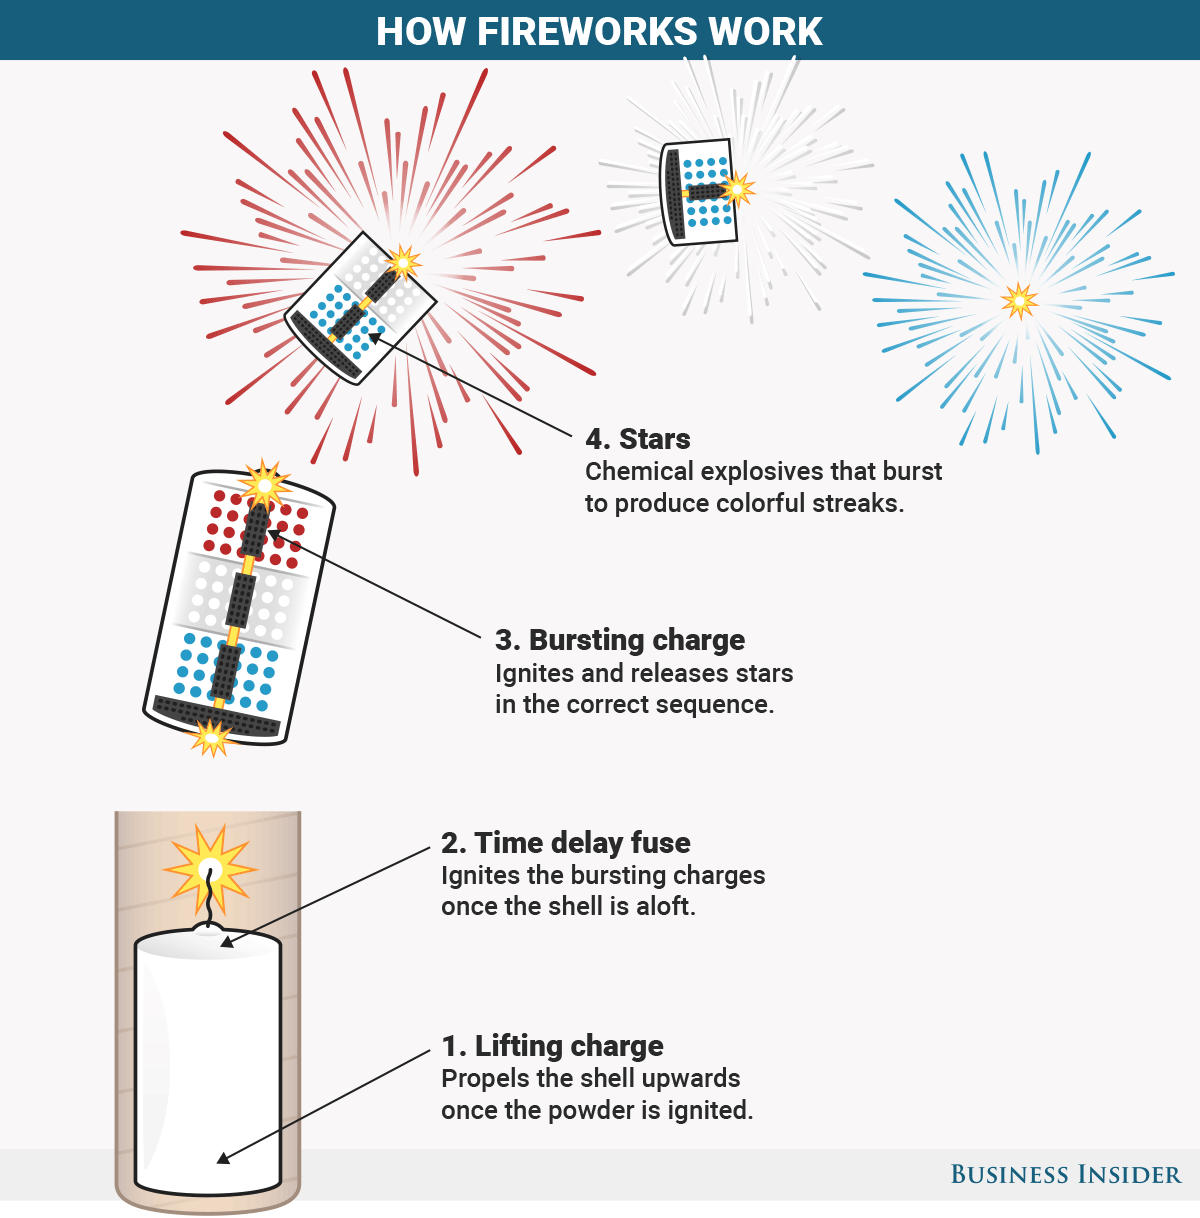 HOW FIREWORKS WORK
4. Stars
Chemical explosives that burst
to produce colorful streaks.
3. Bursting charge
Ignites and releases stars
in the correct sequence.
2. Time delay fuse
Ignites the bursting charges
once the shell is aloft.
1. Lifting charge
Propels the shell upwards
once the powder is ignited.
BUSINESS INSIDER